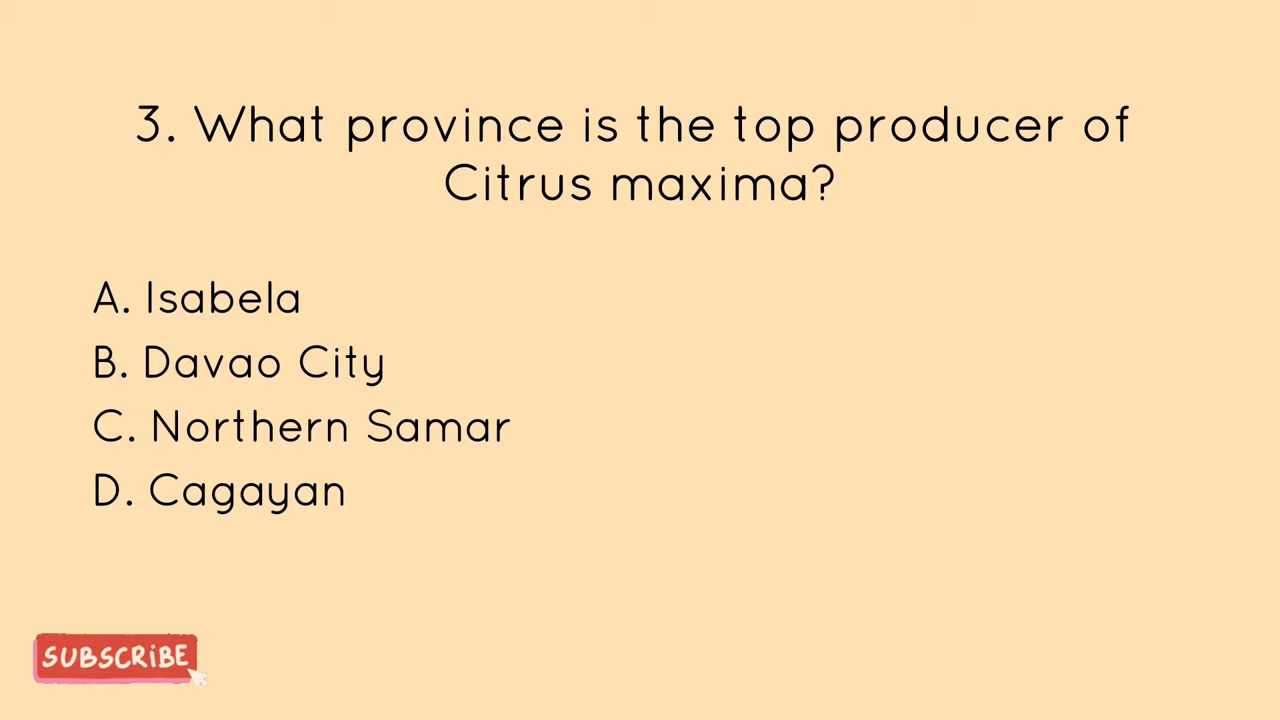 3. What province is the top producer of
Citrus maxima?
A. Isabela
B. Davao City
C. Northern Samar
D. Cagayan
SUBSCRiBE